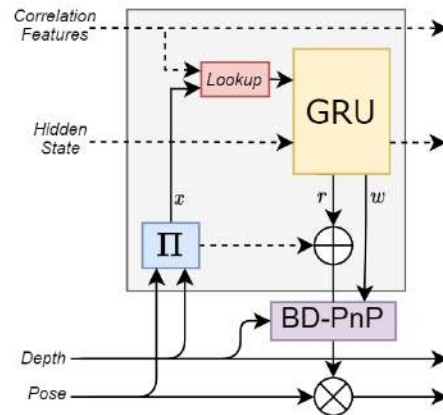 Correlation
Features
Lookup
GRU
Hidden
State
x
r
w
Π
BD-PnP
Depth
Pose